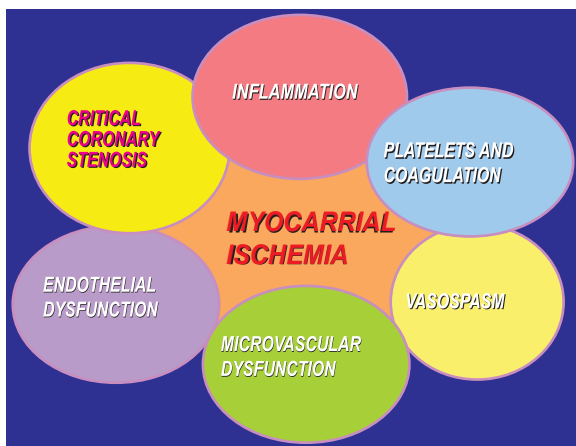 INFLAMMATION
CRITICAL
CORONARY
STENOSIS
PLATELETS AND
COAGULATION
MYOCARRIAL
ISCHEMIA
ENDOTHELIAL
DYSFUNCTION
VASOSPASM
MICROVASCULAR
DYSFUNCTION